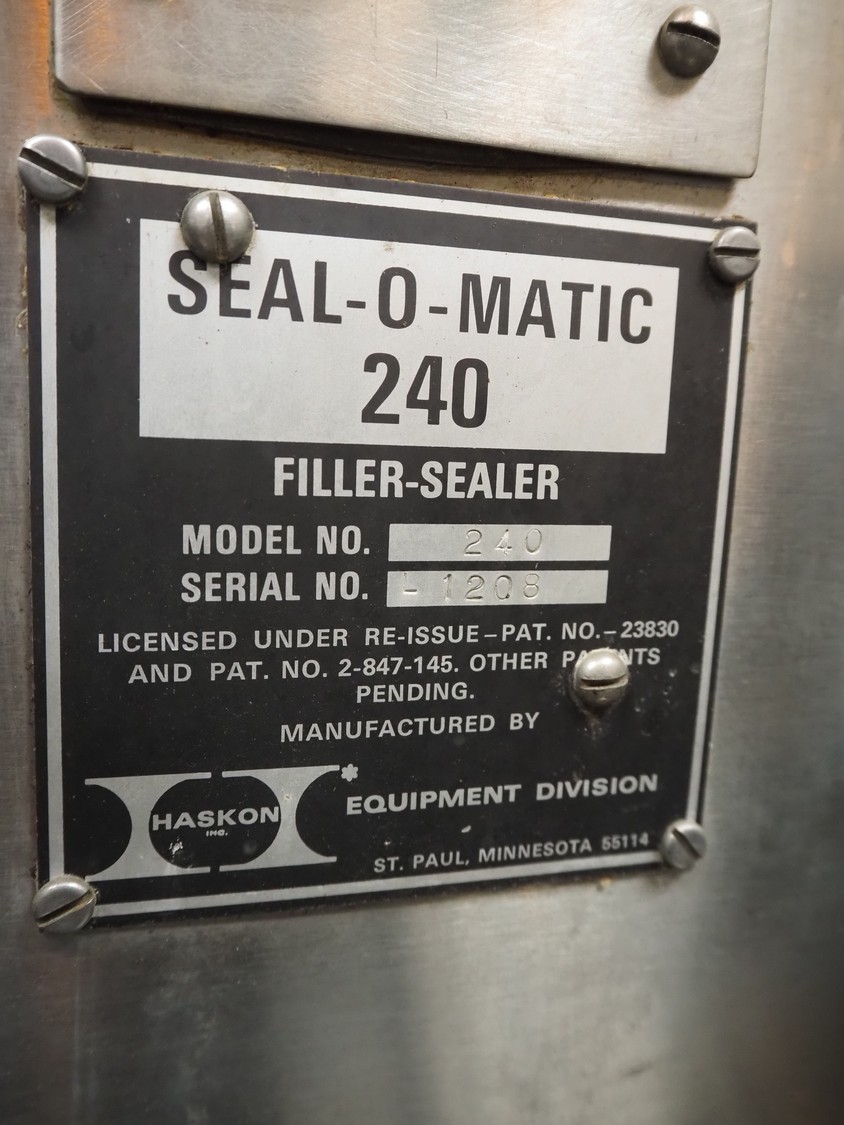 SEAL-O-MATIC
240
FILLER-SEALER
MODEL NO. 240
SERIAL NO. - 1208
LICENSED UNDER RE-ISSUE-PAT. NO.-23830
AND PAT. NO. 2-847-145. OTHER PATENTS
PENDING.
MANUFACTURED BY
HASKON
INC.
*
EQUIPMENT DIVISION
ST. PAUL, MINNESOTA 55114